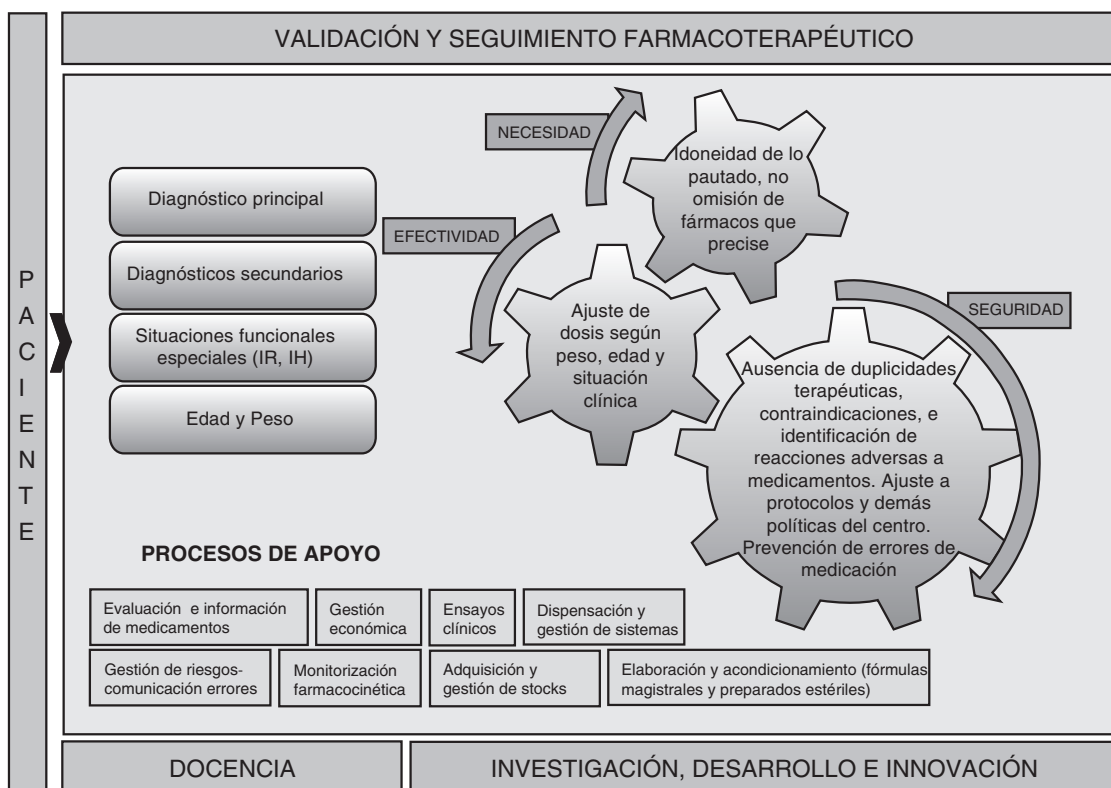 VALIDACIÓN Y SEGUIMIENTO FARMACOTERAPÉUTICO
PACIENTE
NECESIDAD
Idoneidad de lo
pautado, no
omisión de
fármacos que
precise
Diagnóstico principal
EFECTIVIDAD
Diagnósticos secundarios
Situaciones funcionales
especiales (IR, IH)
Edad y Peso
Ajuste de
dosis según
peso, edad y
situación
clínica
SEGURIDAD
Ausencia de duplicidades
terapéuticas,
contraindicaciones, e
identificación de
reacciones adversas a
medicamentos. Ajuste a
protocolos y demás
políticas del centro.
Prevención de errores de
medicación
PROCESOS DE APOYO
Evaluación e información
de medicamentos
Gestión
económica
Ensayos
clínicos
Dispensación y
gestión de sistemas
Gestión de riesgos-
comunicación errores
Monitorización
farmacocinética
Adquisición y
gestión de stocks
Elaboración y acondicionamiento (fórmulas
magistrales y preparados estériles)
DOCENCIA
INVESTIGACIÓN, DESARROLLO E INNOVACIÓN